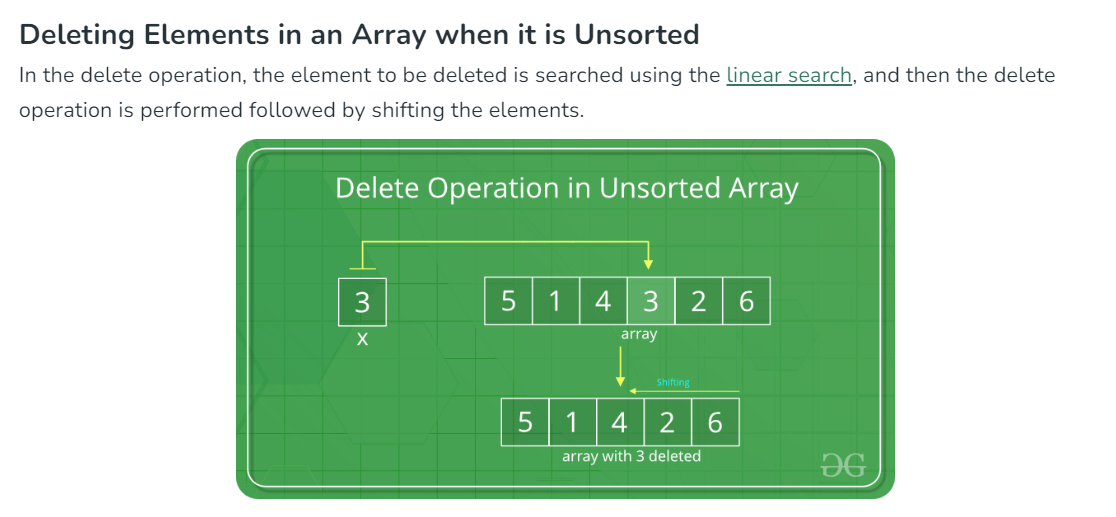 Deleting Elements in an Array when it is Unsorted
In the delete operation, the element to be deleted is searched using the linear search, and then the delete
operation is performed followed by shifting the elements.
Delete Operation in Unsorted Array
3
x
5 1 4 3 2 6
array
Shifting
5 1 4 2 6
array with 3 deleted